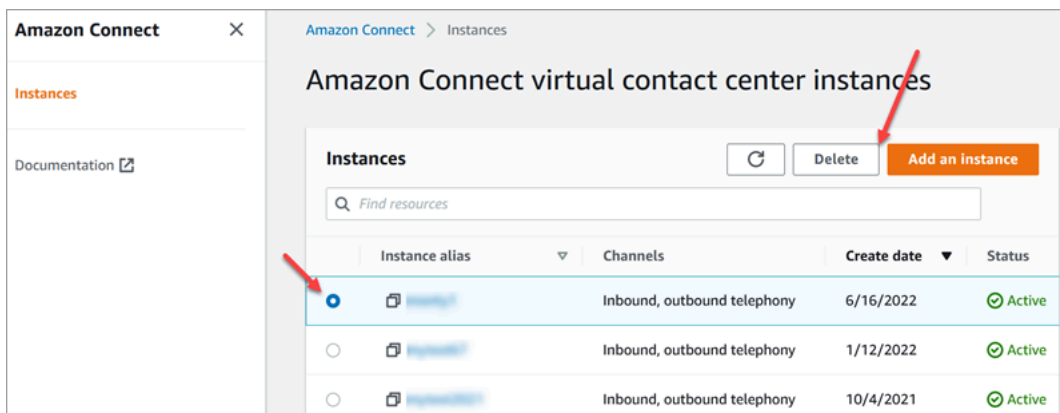 Amazon Connect
Instances
Documentation
Amazon Connect > Instances
Amazon Connect virtual contact center instances
Instances
Delete
Add an instance
Find resources
Instance alias Channels Create date Status
Inbound, outbound telephony 6/16/2022 Active
Inbound, outbound telephony 1/12/2022 Active
Inbound, outbound telephony 10/4/2021 Active